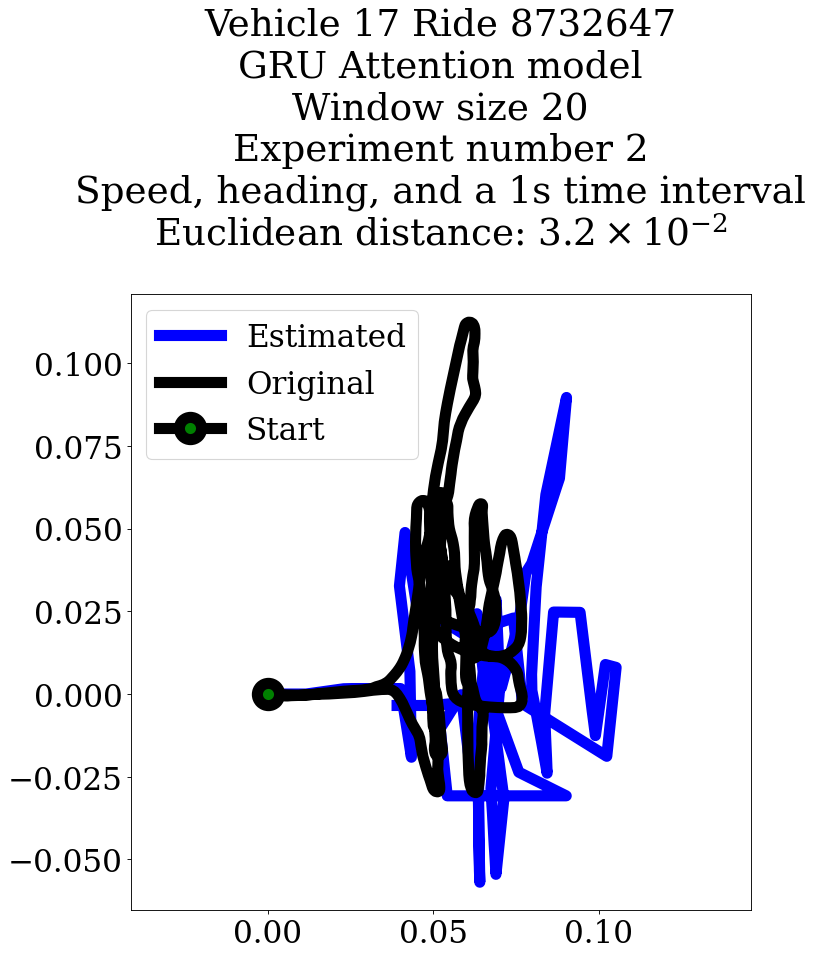 Vehicle 17 Ride 8732647
GRU Attention model
Window size 20
Experiment number 2
Speed, heading, and a 1s time interval
Euclidean distance: 3.2 × 10⁻²
Estimated
Original
Start
0.100
0.075
0.050
0.025
0.000
−0.025
−0.050
0.00 0.05 0.10